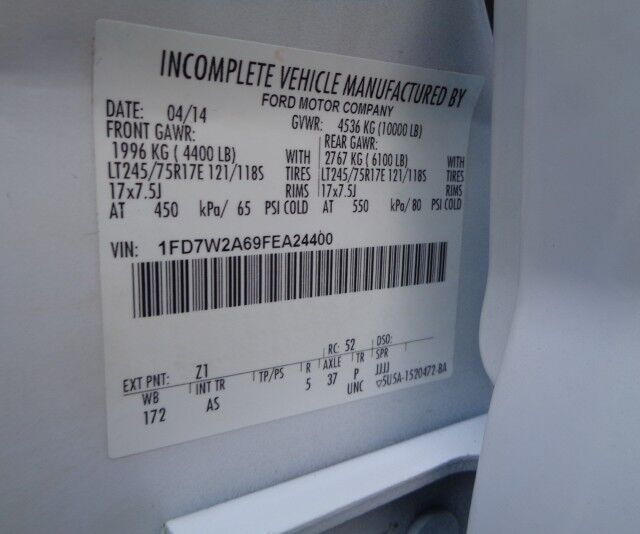 INCOMPLETE VEHICLE MANUFACTURED BY
FORD MOTOR COMPANY
DATE: 04/14 GVWR: 4536 KG (10000 LB)
FRONT GAWR: REAR GAWR:
1996 KG ( 4400 LB) WITH 2767 KG ( 6100 LB) WITH
LT245/75R17E 121/118S TIRES LT245/75R17E 121/118S TIRES
17x7.5J RIMS 17x7.5J RIMS
AT 450 kPa/ 65 PSI COLD AT 550 kPa/ 80 PSI COLD
VIN: 1FD7W2A69FEA24400
EXT PNT: Z1 RC: 52 DSO:
WB INT TR TP/PS R AXLE TR SPR
172 AS 5 37 P JJJJ
UNC 5U5A-1520472-BA